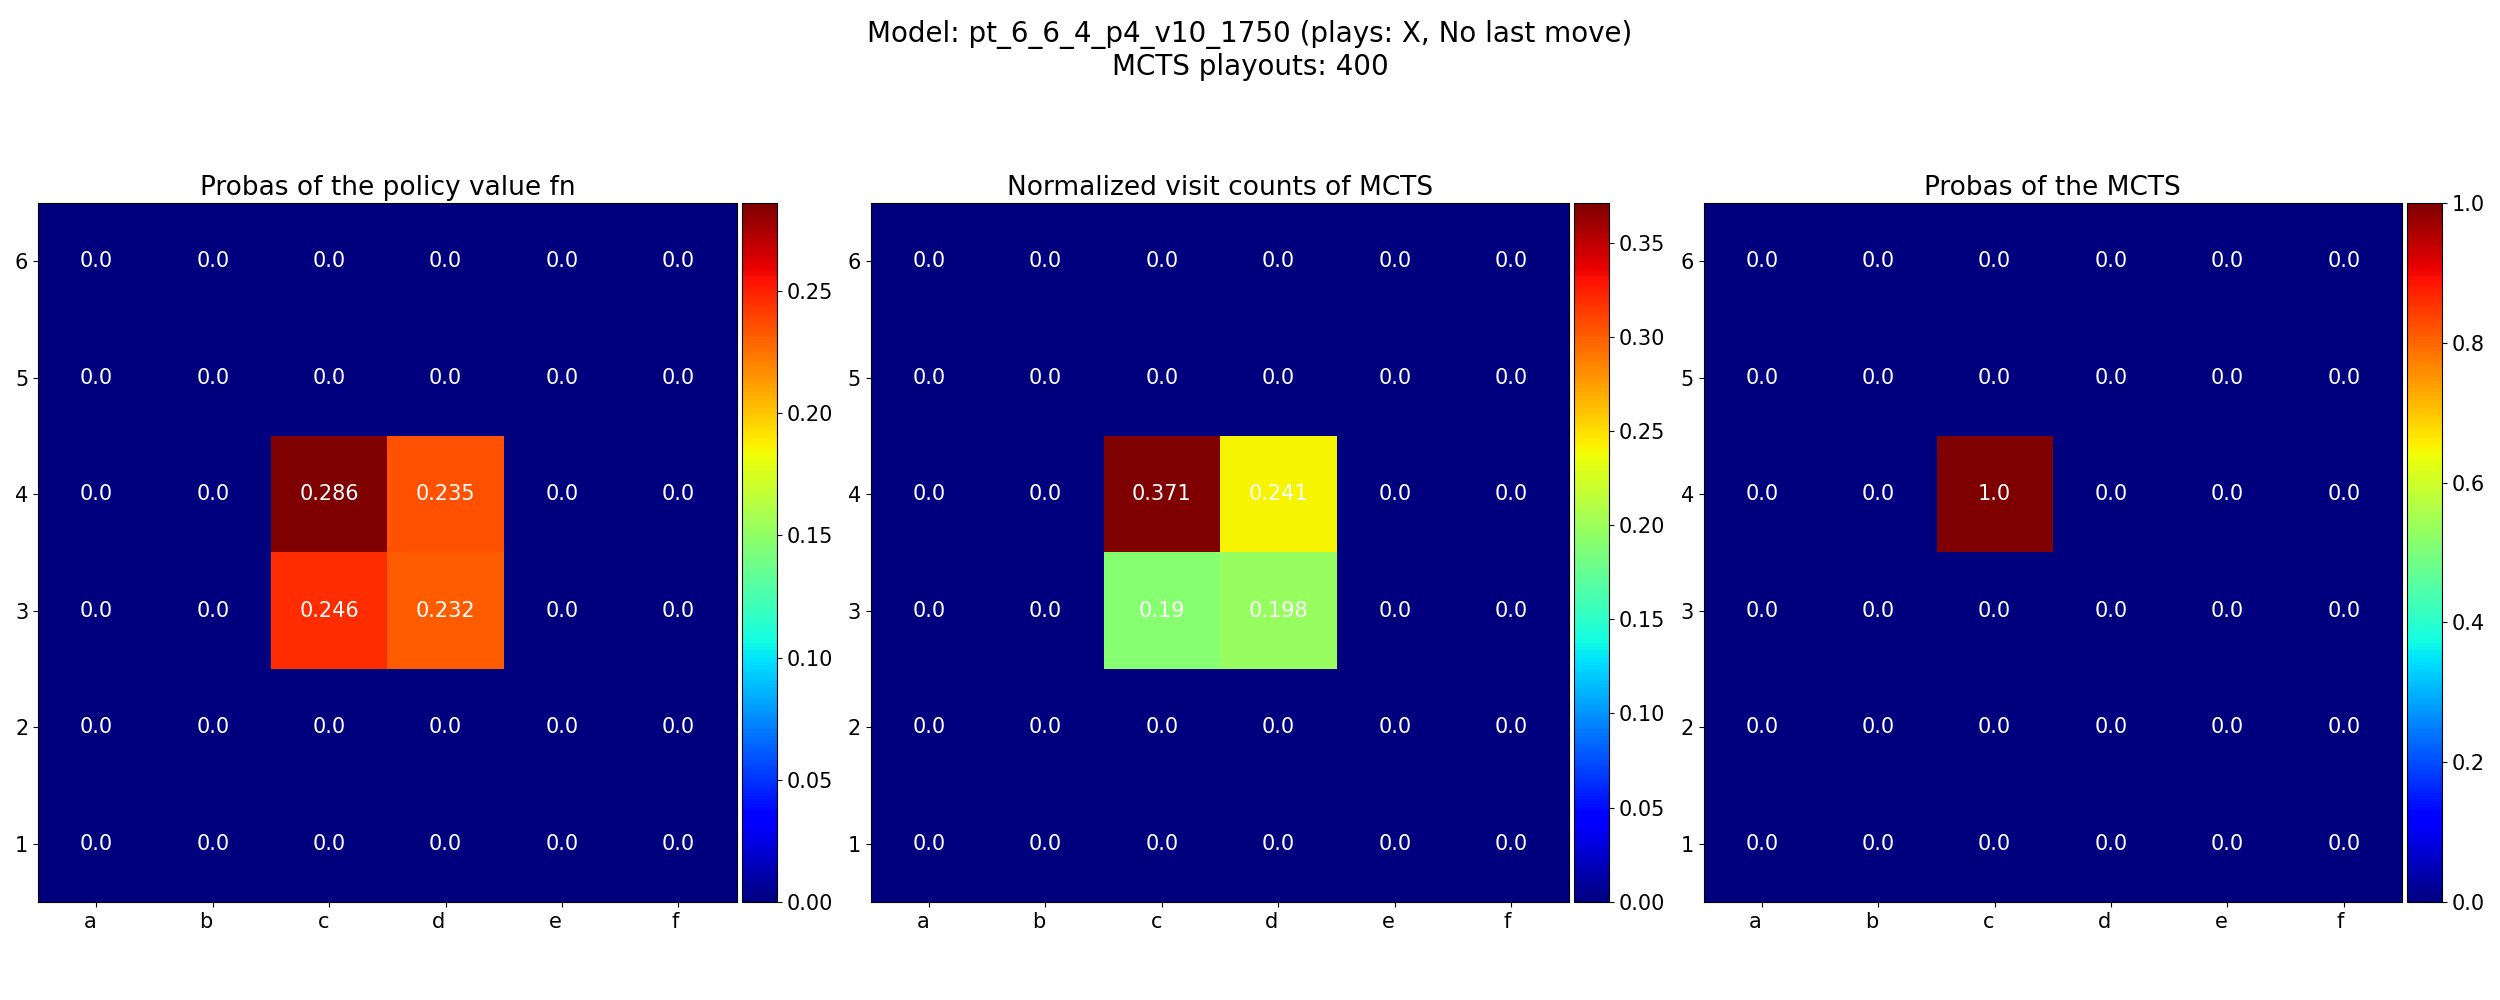 Model: pt_6_6_4_p4_v10_1750 (plays: X, No last move)
MCTS playouts: 400
Probas of the policy value fn
6 0.0 0.0 0.0 0.0 0.0 0.0
5 0.0 0.0 0.0 0.0 0.0 0.0
4 0.0 0.0 0.286 0.235 0.0 0.0
3 0.0 0.0 0.246 0.232 0.0 0.0
2 0.0 0.0 0.0 0.0 0.0 0.0
1 0.0 0.0 0.0 0.0 0.0 0.0
a b c d e f
0.25
0.20
0.15
0.10
0.05
0.00
Normalized visit counts of MCTS
6 0.0 0.0 0.0 0.0 0.0 0.0
5 0.0 0.0 0.0 0.0 0.0 0.0
4 0.0 0.0 0.371 0.241 0.0 0.0
3 0.0 0.0 0.19 0.198 0.0 0.0
2 0.0 0.0 0.0 0.0 0.0 0.0
1 0.0 0.0 0.0 0.0 0.0 0.0
a b c d e f
0.35
0.30
0.25
0.20
0.15
0.10
0.05
0.00
Probas of the MCTS
6 0.0 0.0 0.0 0.0 0.0 0.0
5 0.0 0.0 0.0 0.0 0.0 0.0
4 0.0 0.0 1.0 0.0 0.0 0.0
3 0.0 0.0 0.0 0.0 0.0 0.0
2 0.0 0.0 0.0 0.0 0.0 0.0
1 0.0 0.0 0.0 0.0 0.0 0.0
a b c d e f
1.0
0.8
0.6
0.4
0.2
0.0